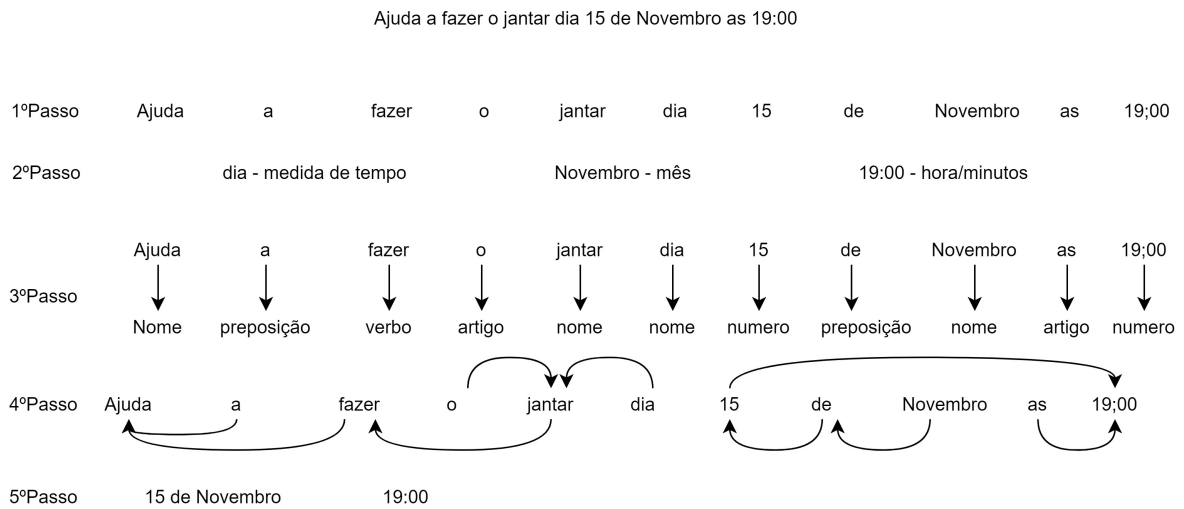 Ajuda a fazer o jantar dia 15 de Novembro as 19:00
1ºPasso Ajuda a fazer o jantar dia 15 de Novembro as 19;00
2ºPasso dia - medida de tempo Novembro - mês 19:00 - hora/minutos
Ajuda a fazer o jantar dia 15 de Novembro as 19;00
3ºPasso
Nome preposição verbo artigo nome nome numero preposição nome artigo numero
4ºPasso Ajuda a fazer o jantar dia 15 de Novembro as 19;00
5ºPasso 15 de Novembro 19:00